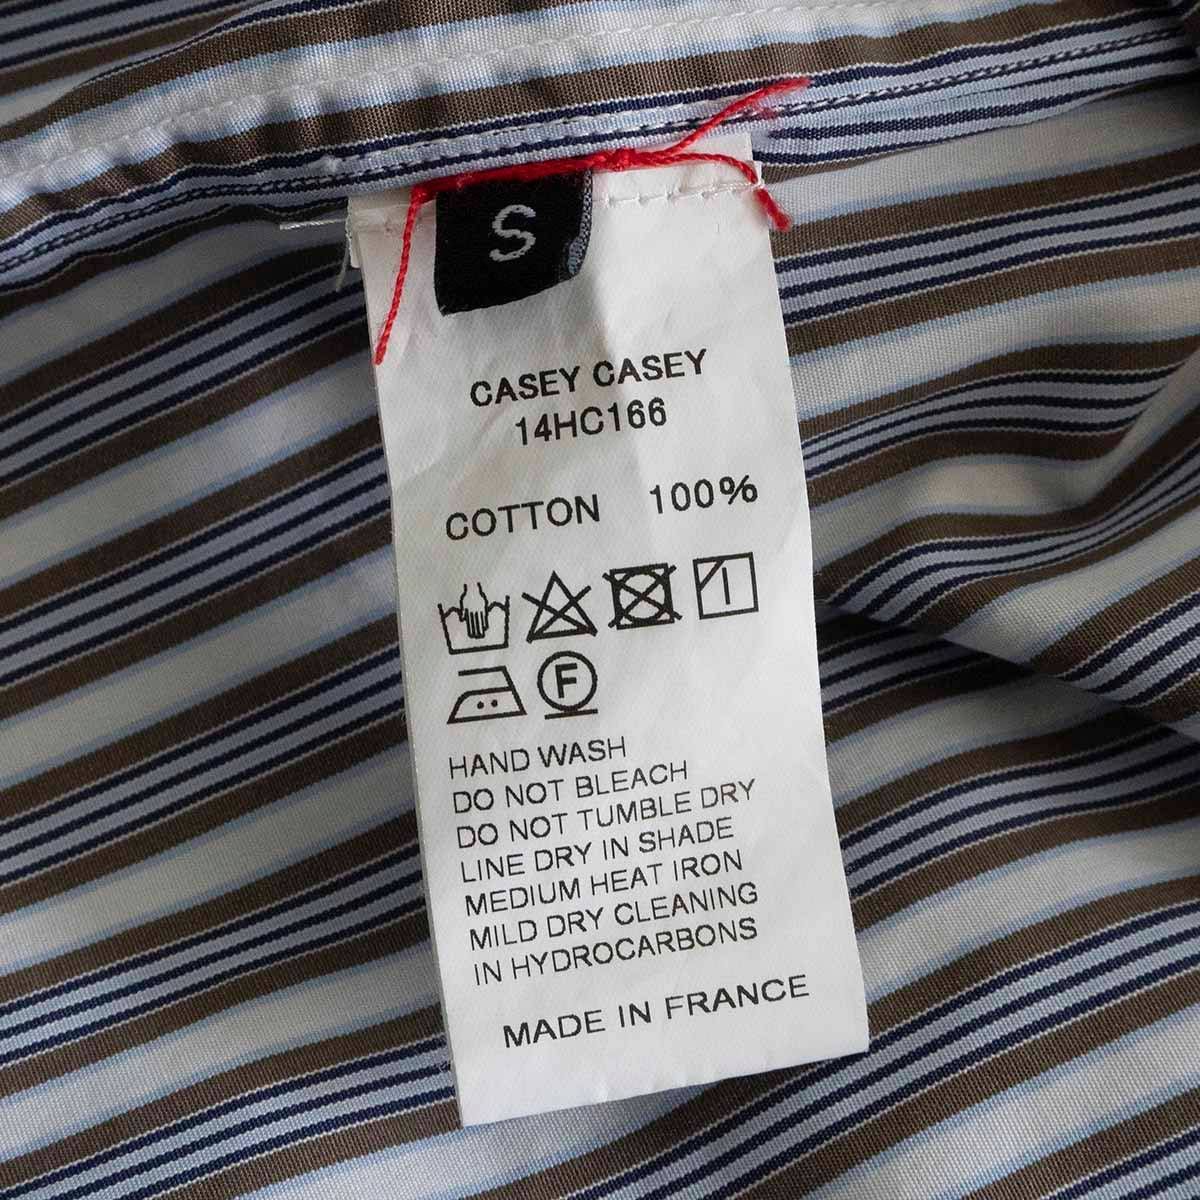 S
CASEY CASEY
14HC166
COTTON 100%
F
HAND WASH
DO NOT BLEACH
DO NOT TUMBLE DRY
LINE DRY IN SHADE
MEDIUM HEAT IRON
MILD DRY CLEANING
IN HYDROCARBONS
MADE IN FRANCE